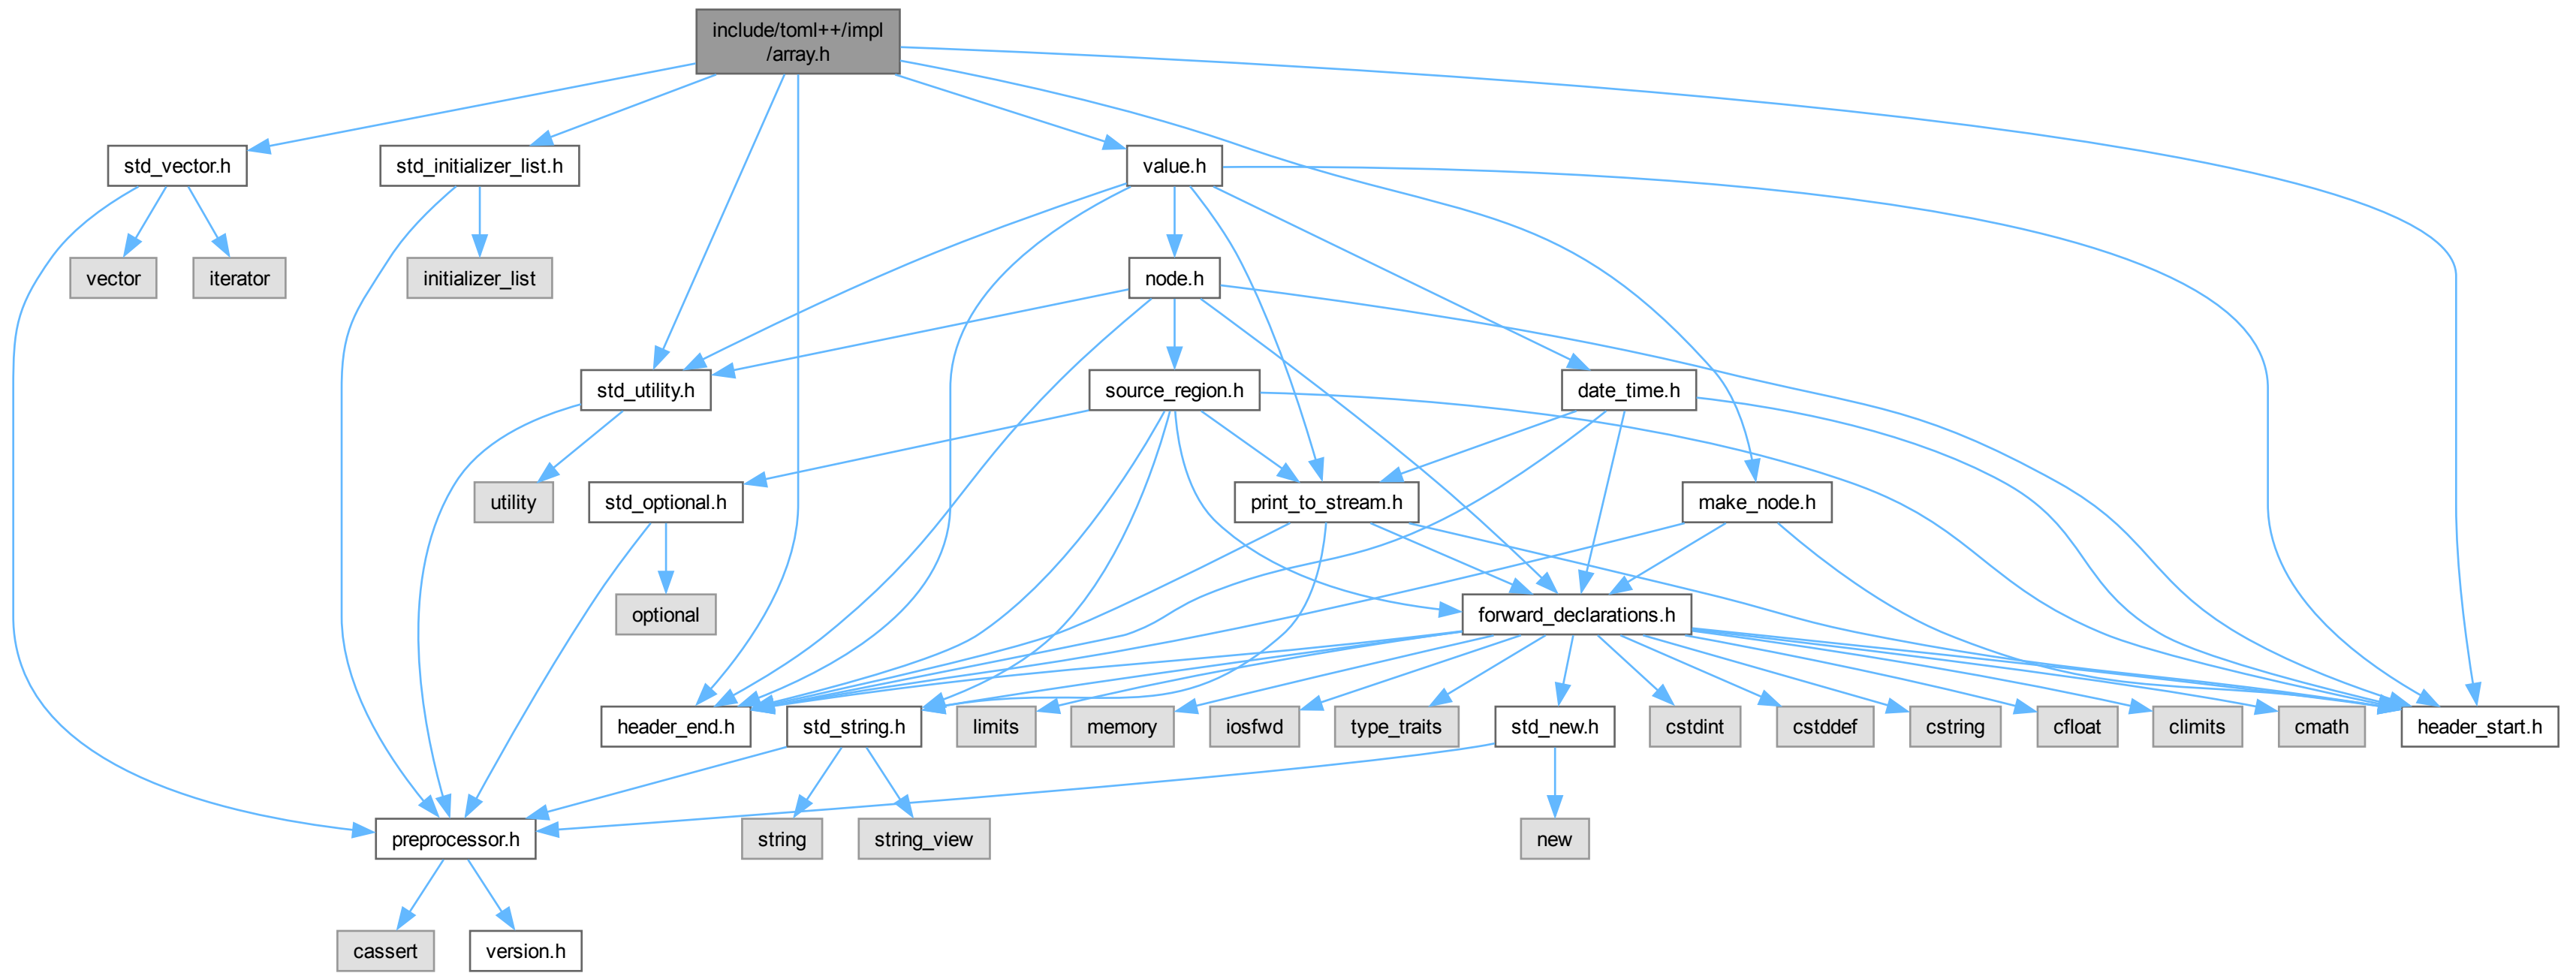 include/toml++/impl
/array.h
std_vector.h
std_initializer_list.h
value.h
vector
iterator
initializer_list
node.h
std_utility.h
source_region.h
date_time.h
utility
std_optional.h
print_to_stream.h
make_node.h
optional
forward_declarations.h
header_end.h
std_string.h
limits
memory
iosfwd
type_traits
std_new.h
cstdint
cstddef
cstring
cfloat
climits
cmath
header_start.h
preprocessor.h
string
string_view
new
cassert
version.h